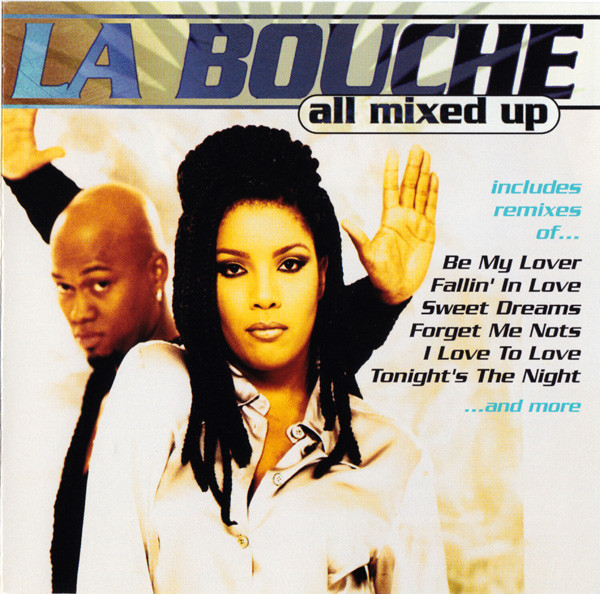 LA BOUCHE
all mixed up
includes
remixes
of...
Be My Lover
Fallin' In Love
Sweet Dreams
Forget Me Nots
I Love To Love
Tonight's The Night
...and more